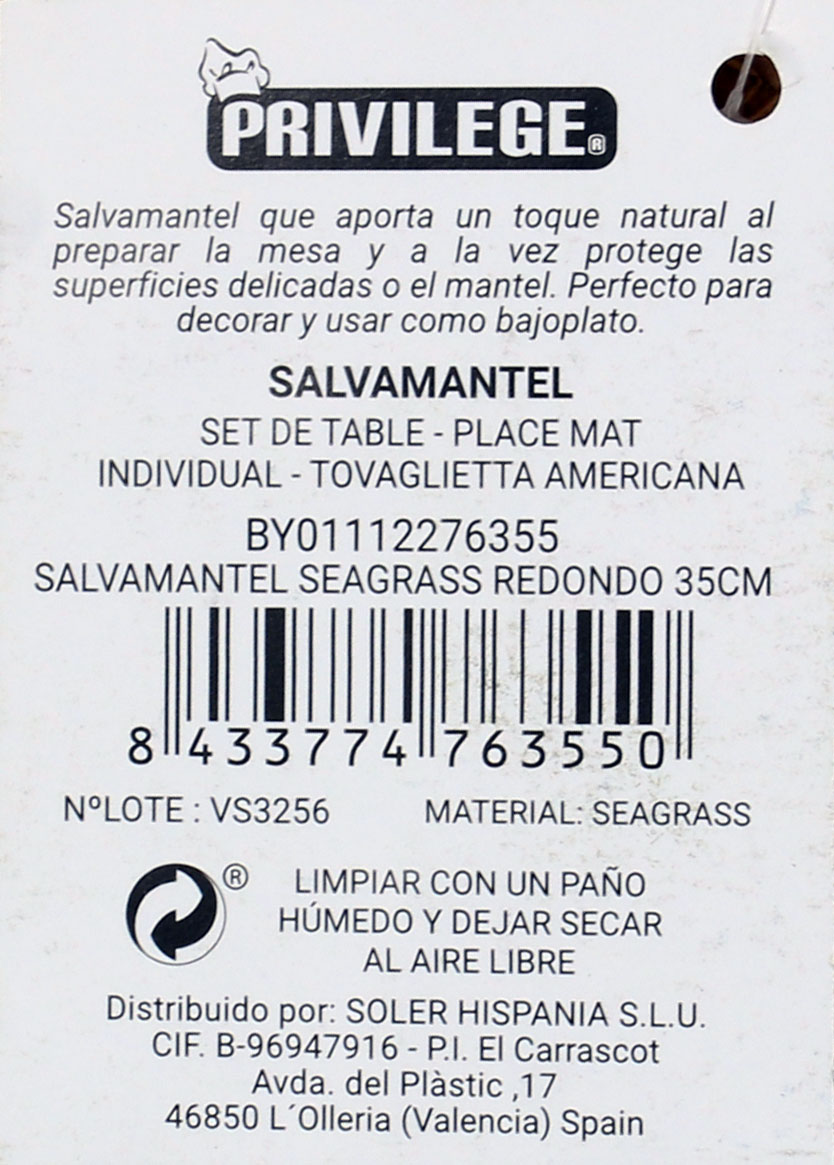 PRIVILEGE®
Salvamantel que aporta un toque natural al
preparar la mesa y a la vez protege las
superficies delicadas o el mantel. Perfecto para
decorar y usar como bajoplato.
SALVAMANTEL
SET DE TABLE - PLACE MAT
INDIVIDUAL - TOVAGLIETTA AMERICANA
BY01112276355
SALVAMANTEL SEAGRASS REDONDO 35CM
8 433774 763550
NºLOTE : VS3256 MATERIAL: SEAGRASS
® LIMPIAR CON UN PAÑO
HÚMEDO Y DEJAR SECAR
AL AIRE LIBRE
Distribuido por: SOLER HISPANIA S.L.U.
CIF. B-96947916 - P.I. El Carrascot
Avda. del Plàstic ,17
46850 L´Olleria (Valencia) Spain